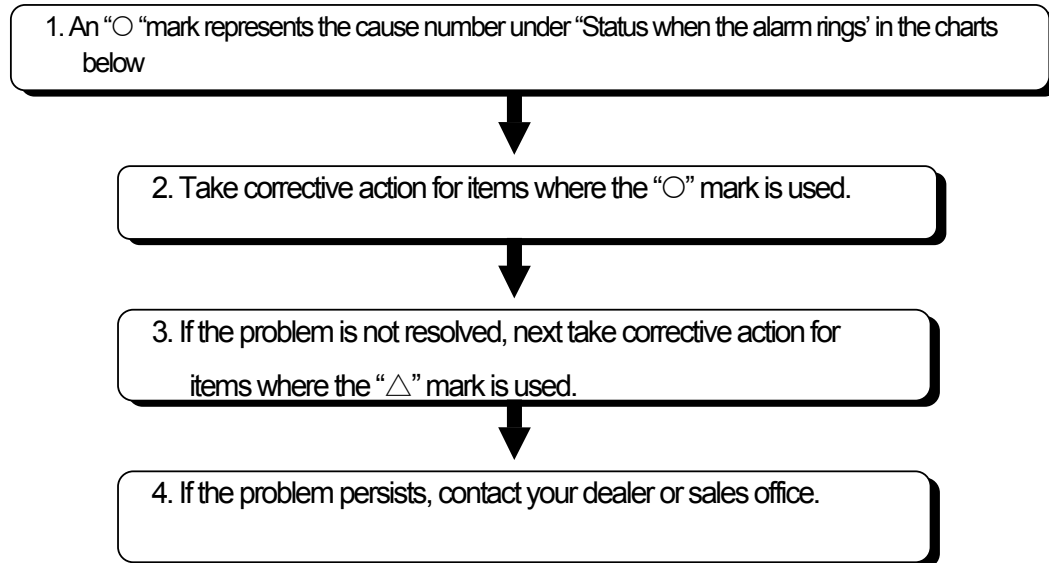 1. An “○ “mark represents the cause number under “Status when the alarm rings’ in the charts
below
2. Take corrective action for items where the “○” mark is used.
3. If the problem is not resolved, next take corrective action for
items where the “△” mark is used.
4. If the problem persists, contact your dealer or sales office.